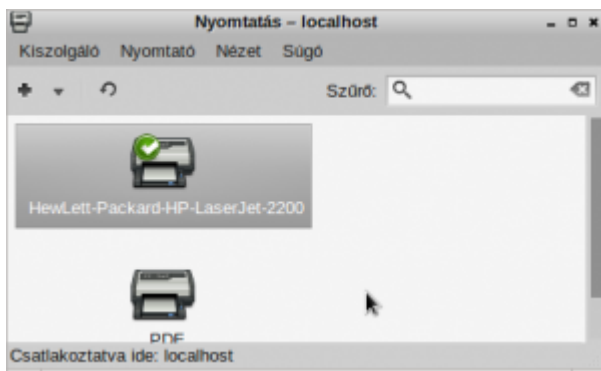 Nyomtatás – localhost
Kiszolgáló Nyomtató Nézet Súgó
Szűrő:
HewLett-Packard-HP-LaserJet-2200
PDF
Csatlakoztatva ide: localhost